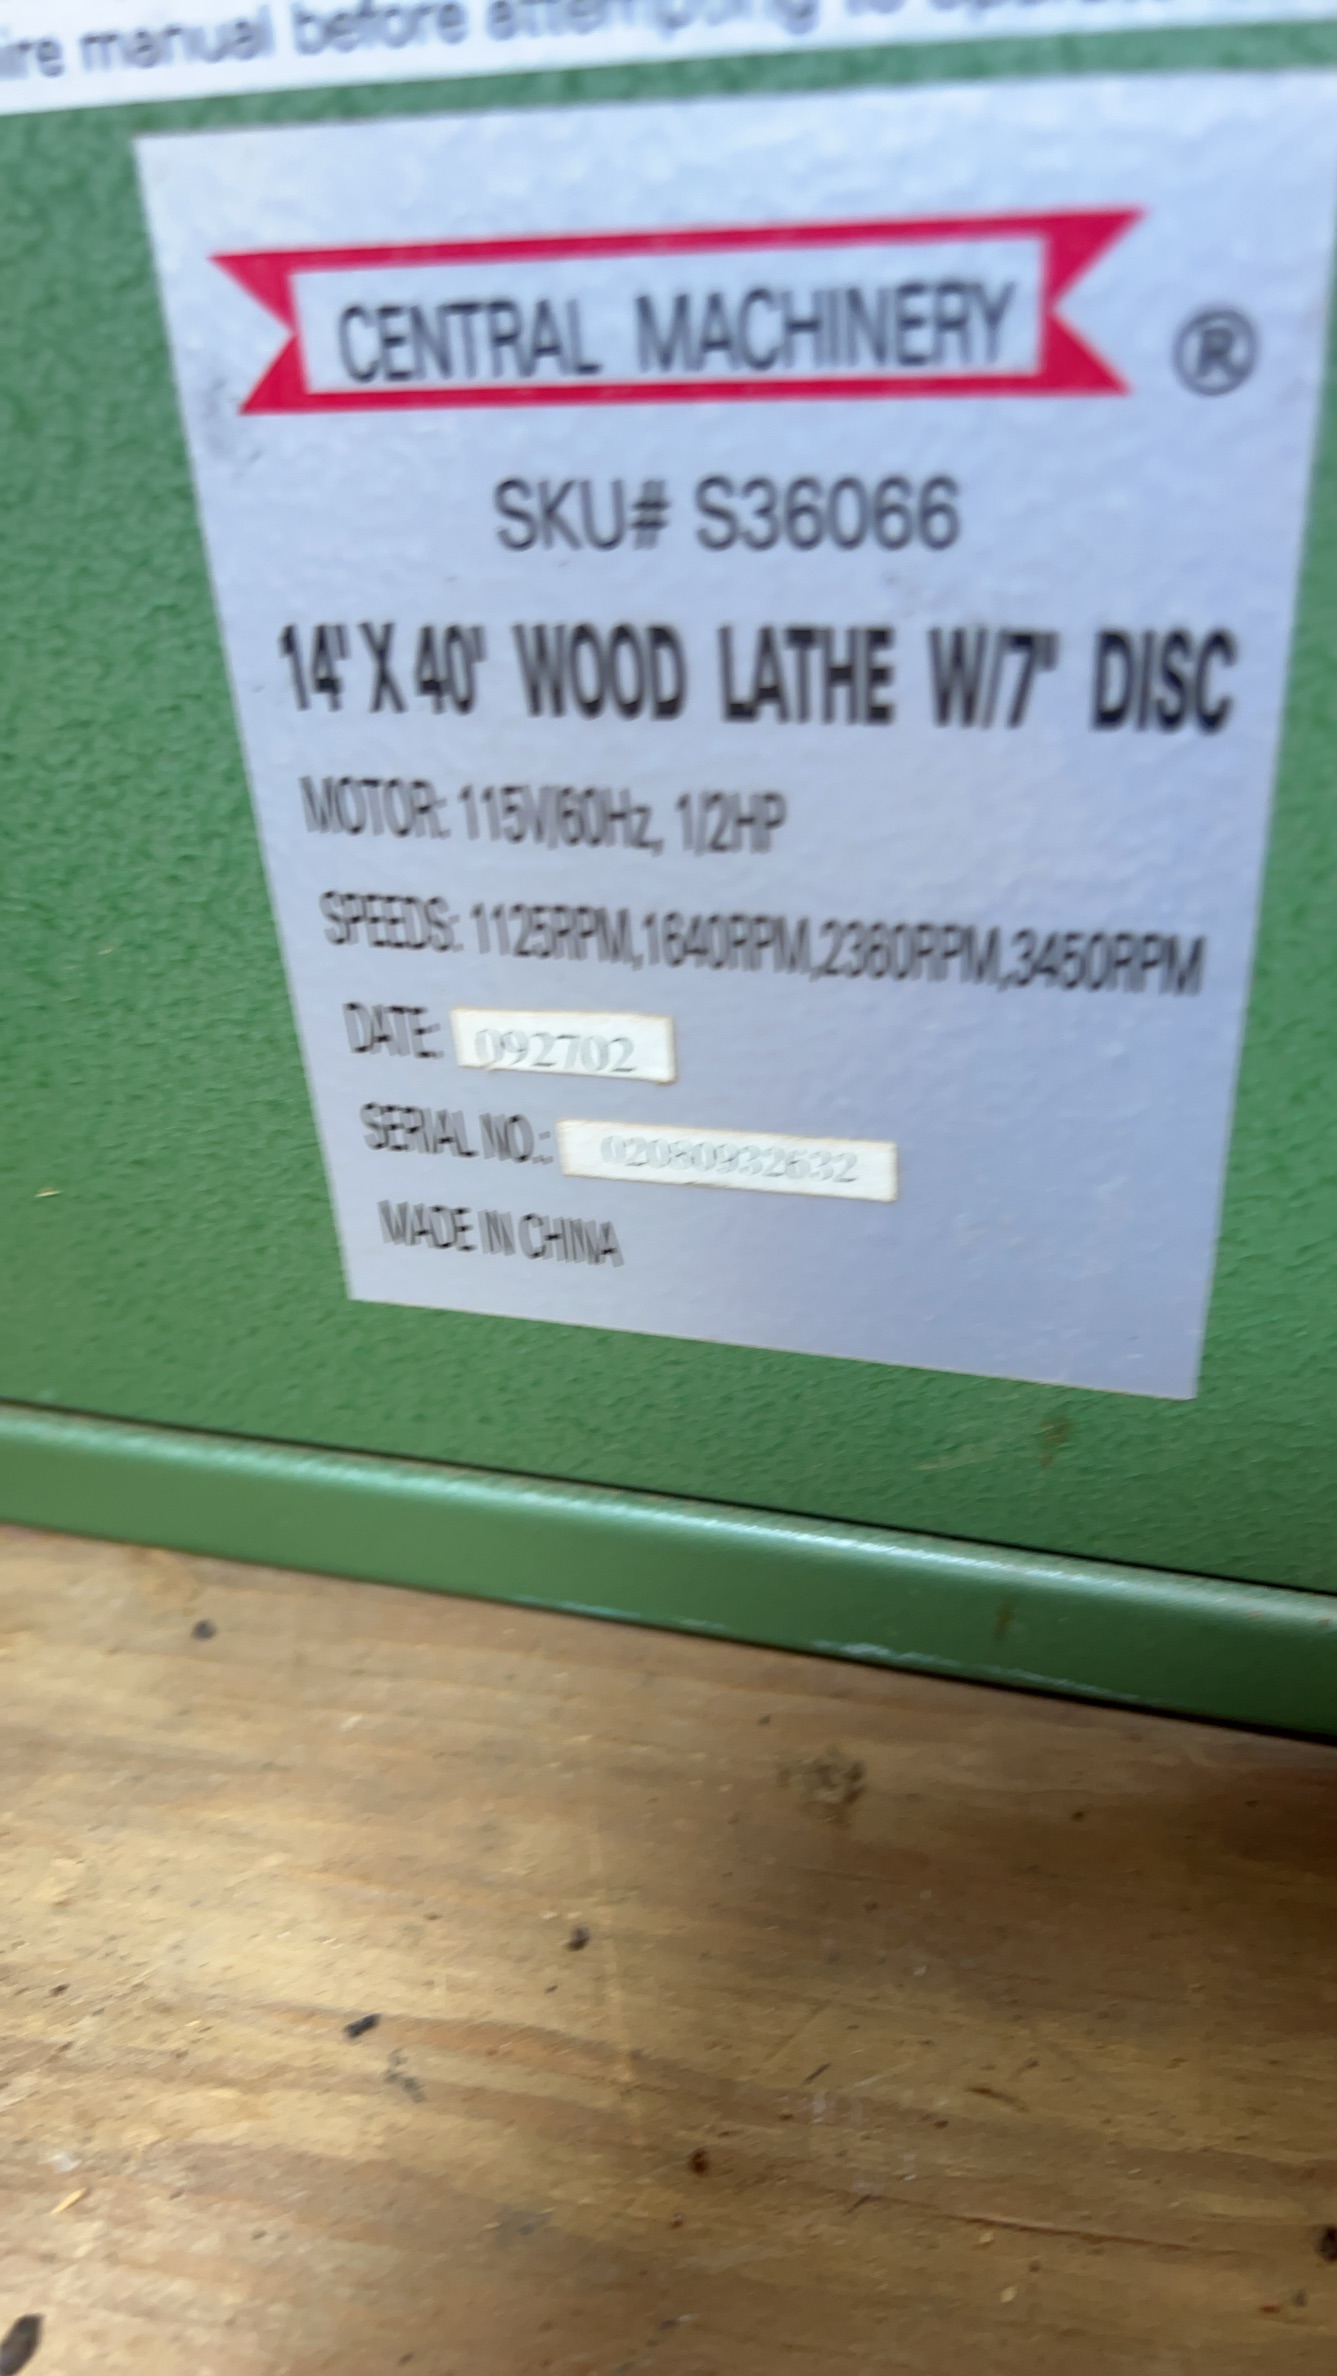 ire manual before attempting to operate
CENTRAL MACHINERY ®
SKU# S36066
14" X 40" WOOD LATHE W/7" DISC
MOTOR: 115V/60Hz, 1/2HP
SPEEDS: 1125RPM,1640RPM,2360RPM,3450RPM
DATE: 092702
SERIAL NO.: 02080932632
MADE IN CHINA